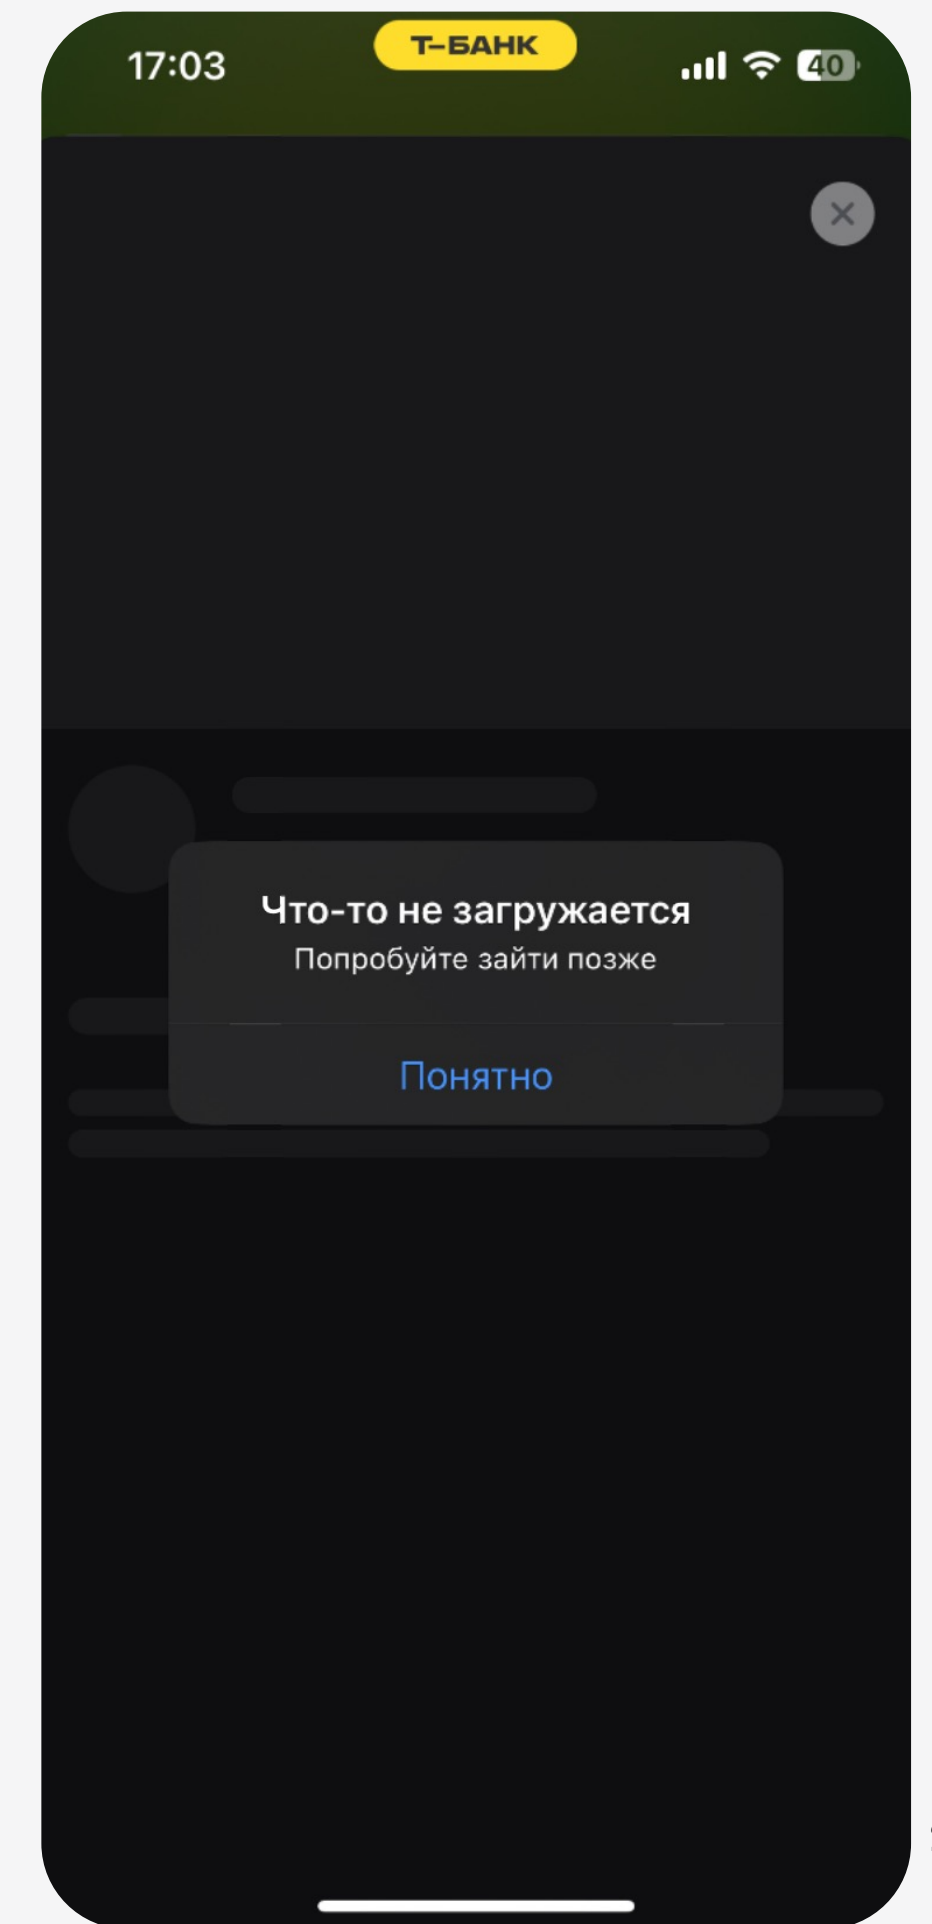 17:03
Т-БАНК
40
Что-то не загружается
Попробуйте зайти позже
Понятно